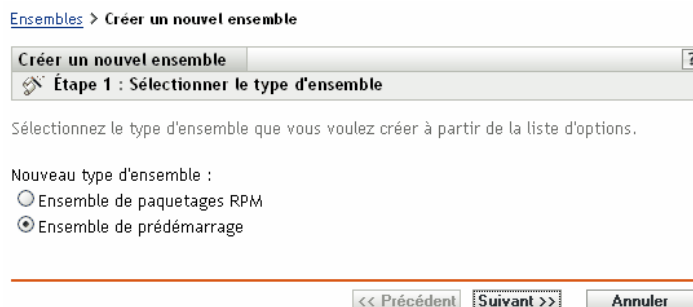 Ensembles > Créer un nouvel ensemble
Créer un nouvel ensemble ?
Étape 1 : Sélectionner le type d'ensemble
Sélectionnez le type d'ensemble que vous voulez créer à partir de la liste d'options.
Nouveau type d'ensemble :
Ensemble de paquetages RPM
Ensemble de prédémarrage
<< Précédent Suivant >> Annuler